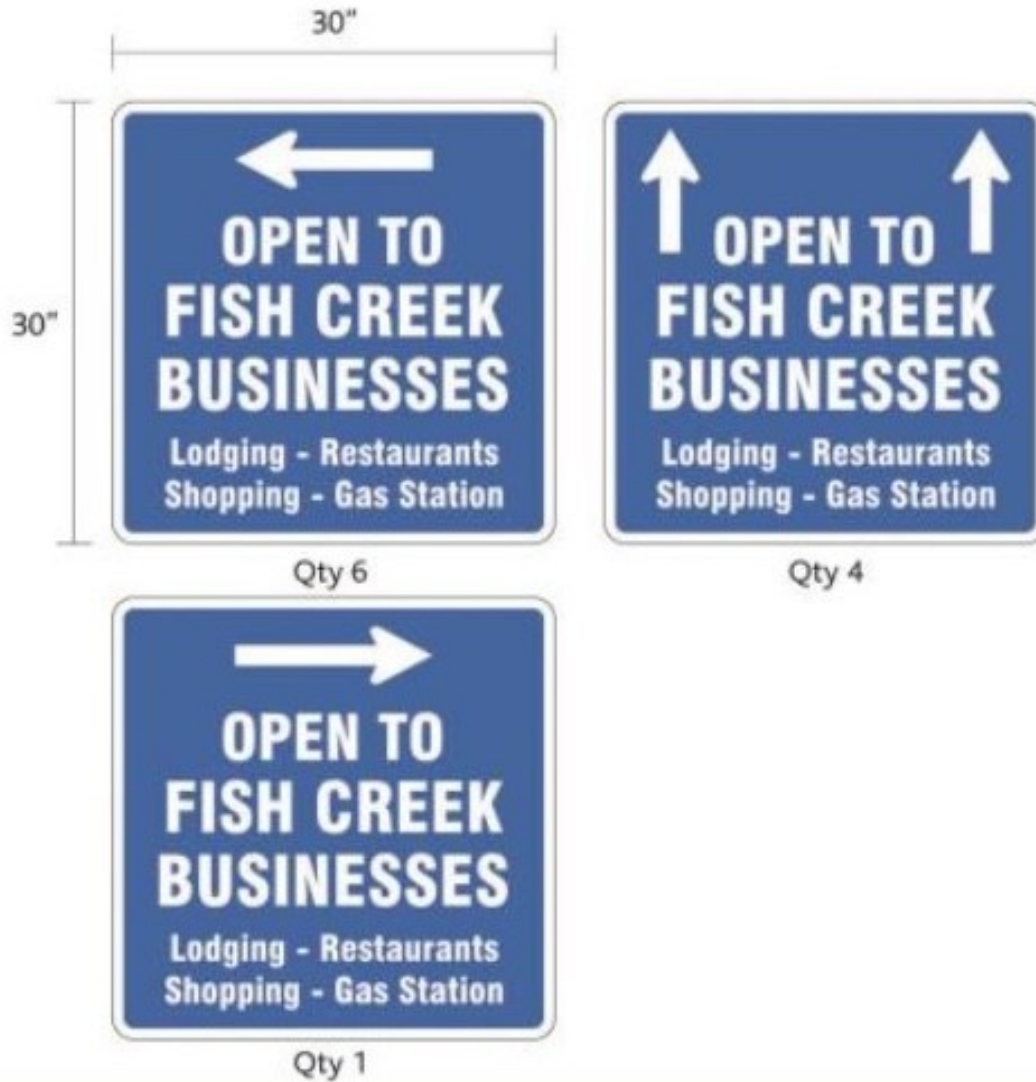 30"
30"
OPEN TO
FISH CREEK
BUSINESSES
Lodging - Restaurants
Shopping - Gas Station
Qty 6
OPEN TO
FISH CREEK
BUSINESSES
Lodging - Restaurants
Shopping - Gas Station
Qty 4
OPEN TO
FISH CREEK
BUSINESSES
Lodging - Restaurants
Shopping - Gas Station
Qty 1